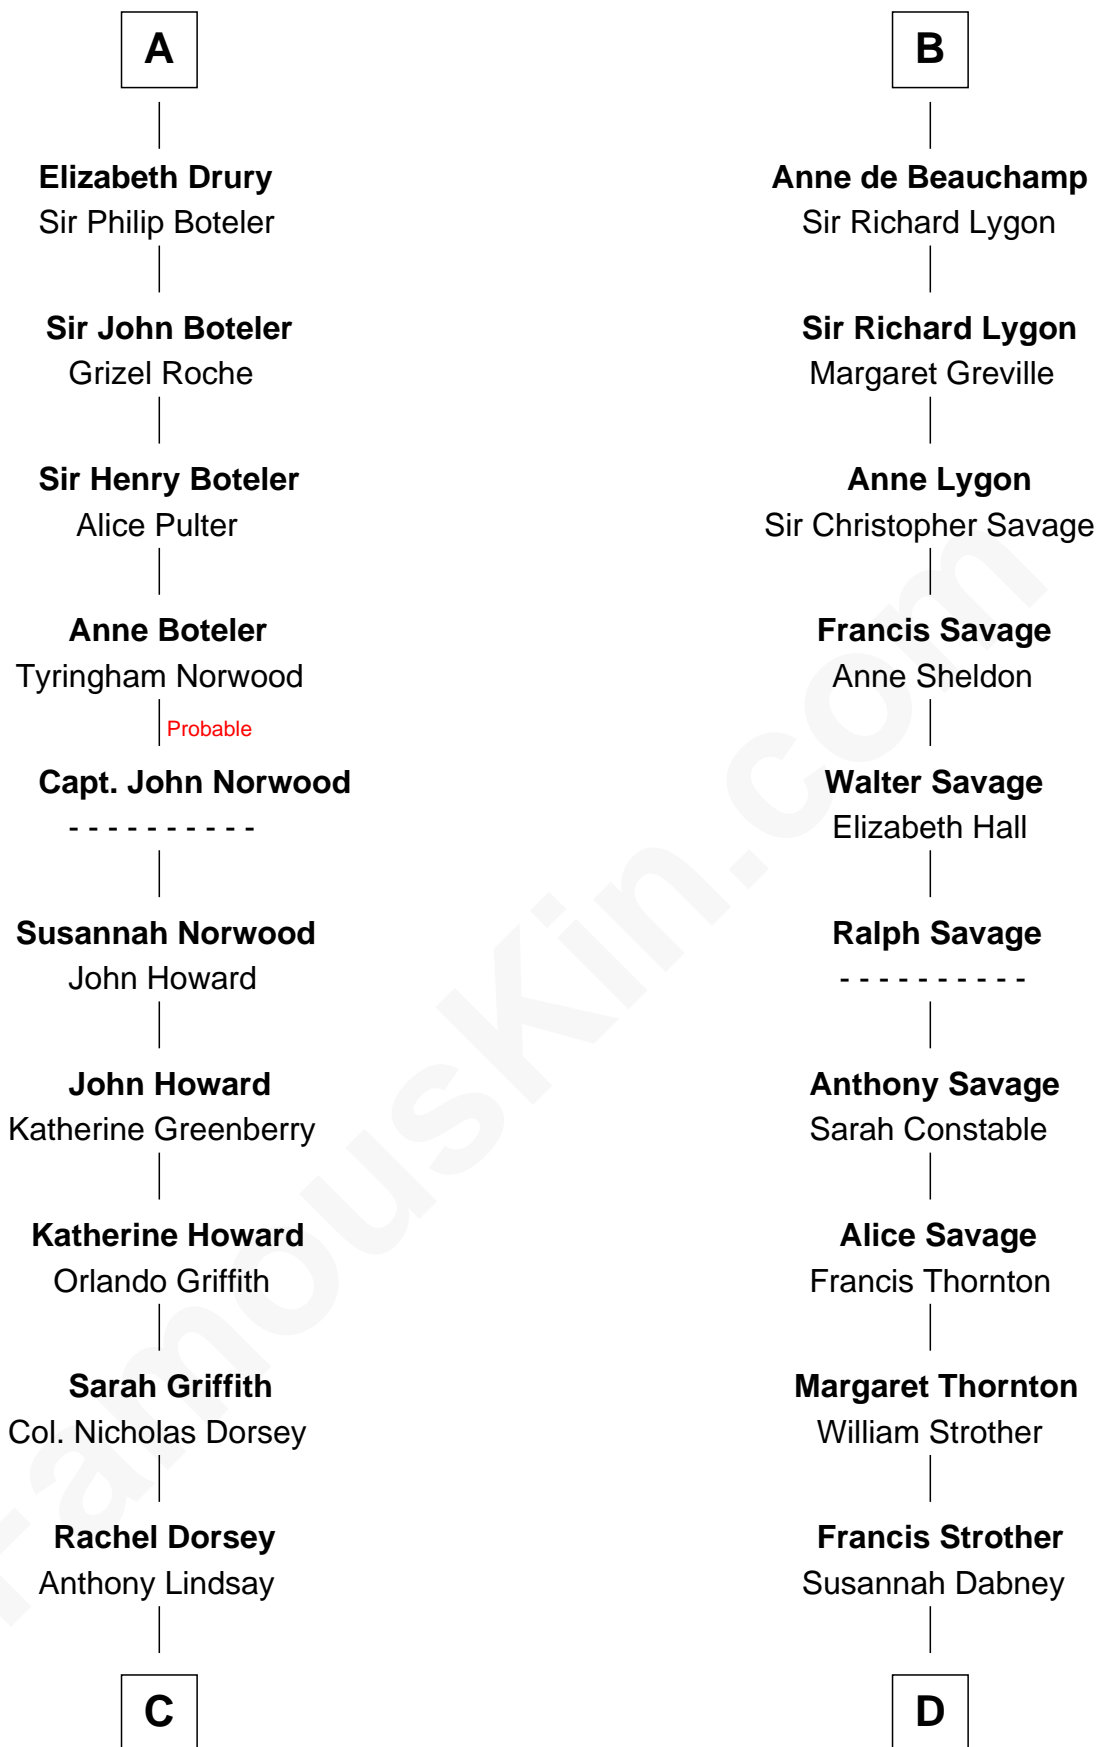 A
Elizabeth Drury
Sir Philip Boteler
Sir John Boteler
Grizel Roche
Sir Henry Boteler
Alice Pulter
Anne Boteler
Tyringham Norwood
Probable
Capt. John Norwood
- - - - - - - - - -
Susannah Norwood
John Howard
John Howard
Katherine Greenberry
Katherine Howard
Orlando Griffith
Sarah Griffith
Col. Nicholas Dorsey
Rachel Dorsey
Anthony Lindsay
C
B
Anne de Beauchamp
Sir Richard Lygon
Sir Richard Lygon
Margaret Greville
Anne Lygon
Sir Christopher Savage
Francis Savage
Anne Sheldon
Walter Savage
Elizabeth Hall
Ralph Savage
- - - - - - - - - -
Anthony Savage
Sarah Constable
Alice Savage
Francis Thornton
Margaret Thornton
William Strother
Francis Strother
Susannah Dabney
D
FamousKin.com